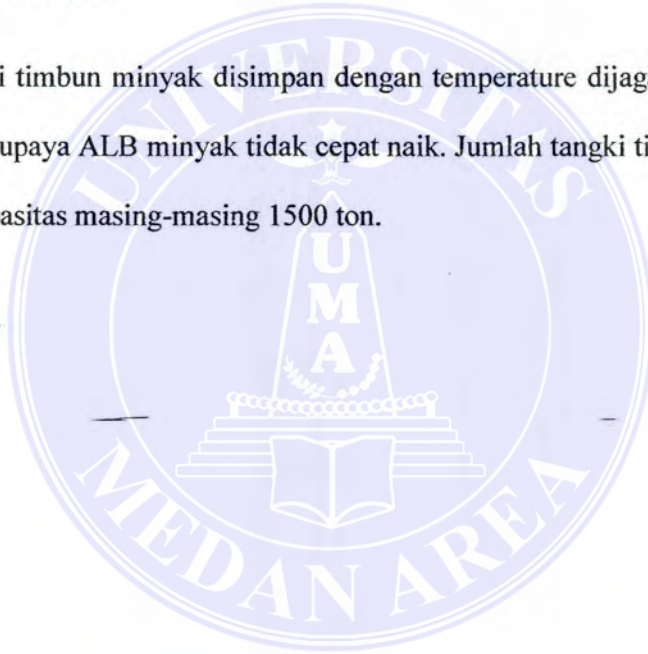 i timbun minyak disimpan dengan temperature dijag
upaya ALB minyak tidak cepat naik. Jumlah tangki ti
asitas masing-masing 1500 ton.
UNIVERSITAS
U
M
A
MEDAN AREA